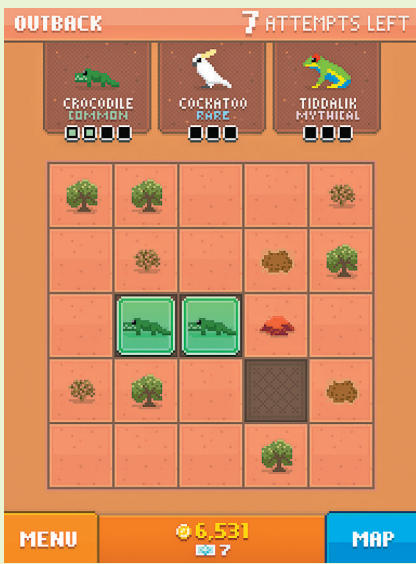 OUTBACK
7 ATTEMPTS LEFT
CROCODILE
COMMON
COCKATOO
RARE
TIDDALIK
MYTHICAL
MENU
6,531
7
MAP